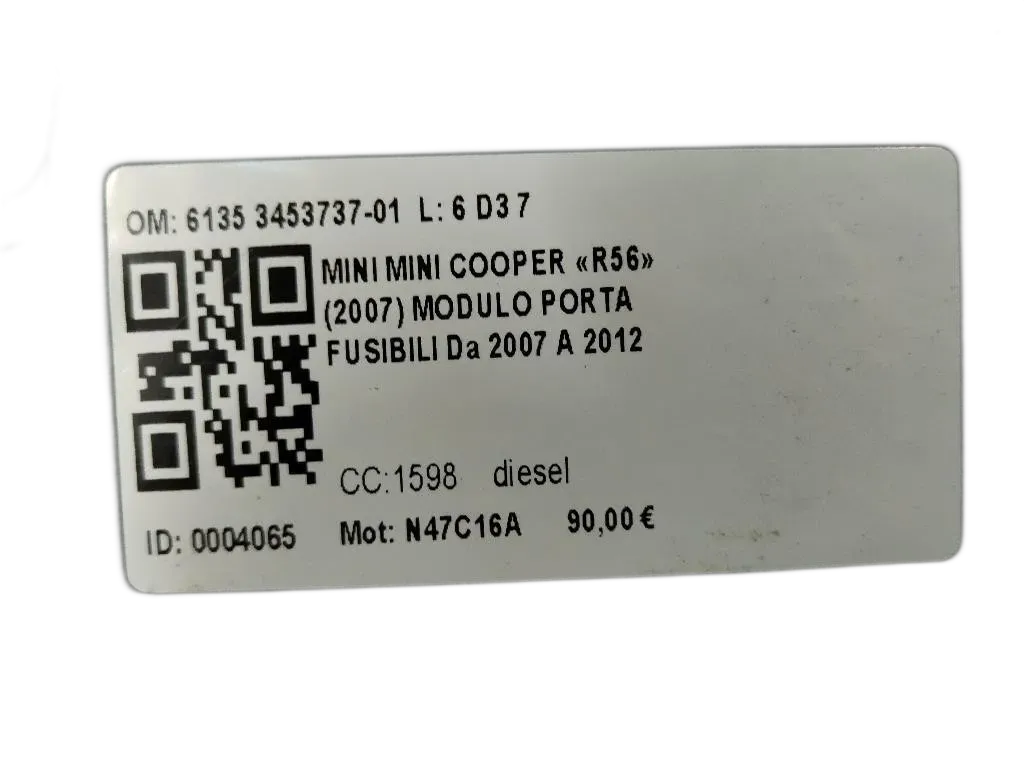 OM: 6135 3453737-01 L: 6 D3 7
MINI MINI COOPER «R56»
(2007) MODULO PORTA
FUSIBILI Da 2007 A 2012
CC:1598 diesel
ID: 0004065 Mot: N47C16A 90,00 €